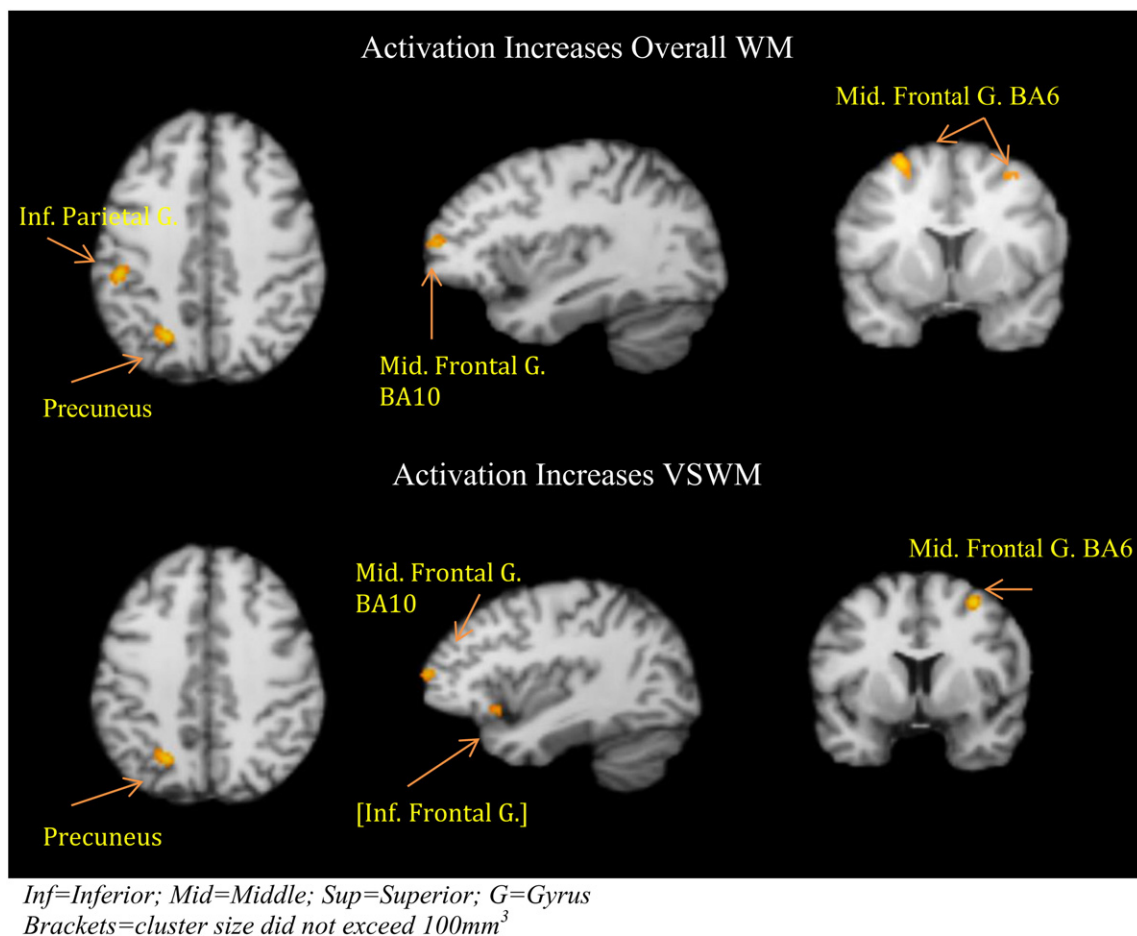 Activation Increases Overall WM
Mid. Frontal G. BA6
Inf. Parietal G.
Mid. Frontal G.
BA10
Precuneus
Activation Increases VSWM
Mid. Frontal G. BA6
Mid. Frontal G.
BA10
[Inf. Frontal G.]
Precuneus
Inf=Inferior; Mid=Middle; Sup=Superior; G=Gyrus
Brackets=cluster size did not exceed 100mm³